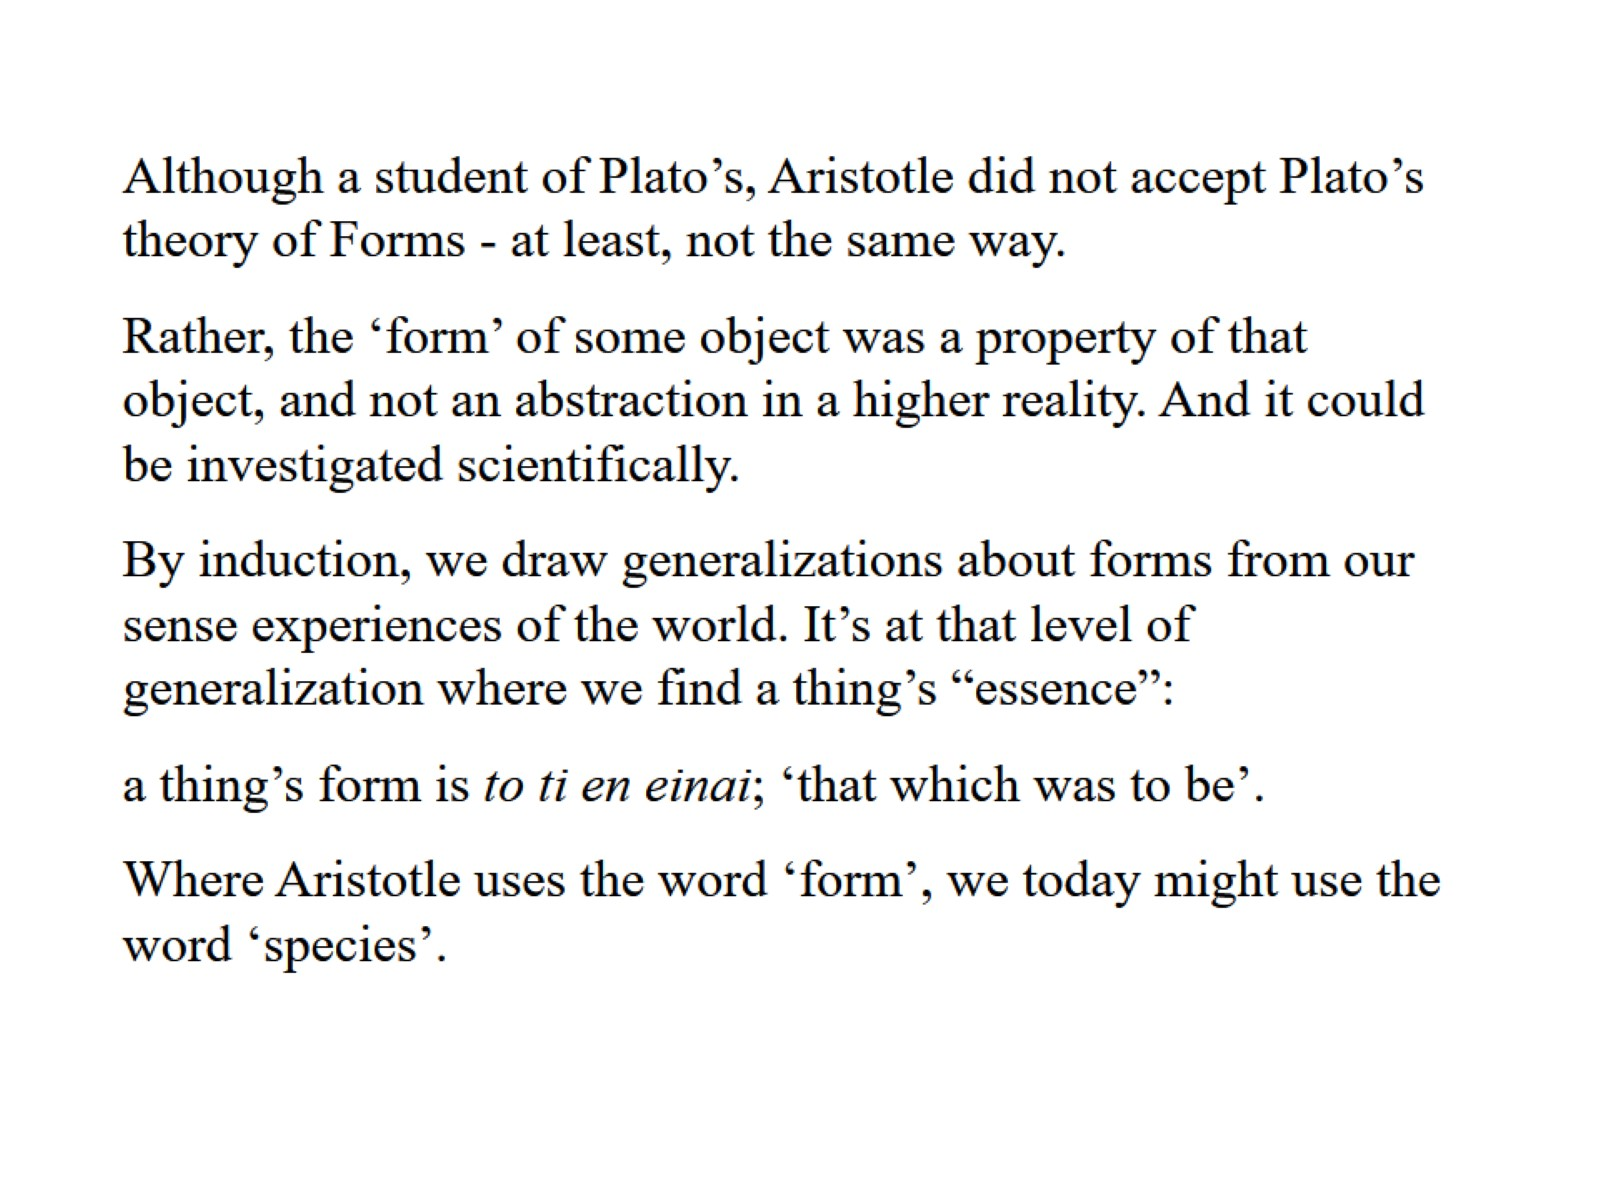 Although a student of Plato’s, Aristotle did not accept Plato’s
theory of Forms - at least, not the same way.
Rather, the ‘form’ of some object was a property of that
object, and not an abstraction in a higher reality. And it could
be investigated scientifically.
By induction, we draw generalizations about forms from our
sense experiences of the world. It’s at that level of
generalization where we find a thing’s “essence”:
a thing’s form is to ti en einai; ‘that which was to be’.
Where Aristotle uses the word ‘form’, we today might use the
word ‘species’.